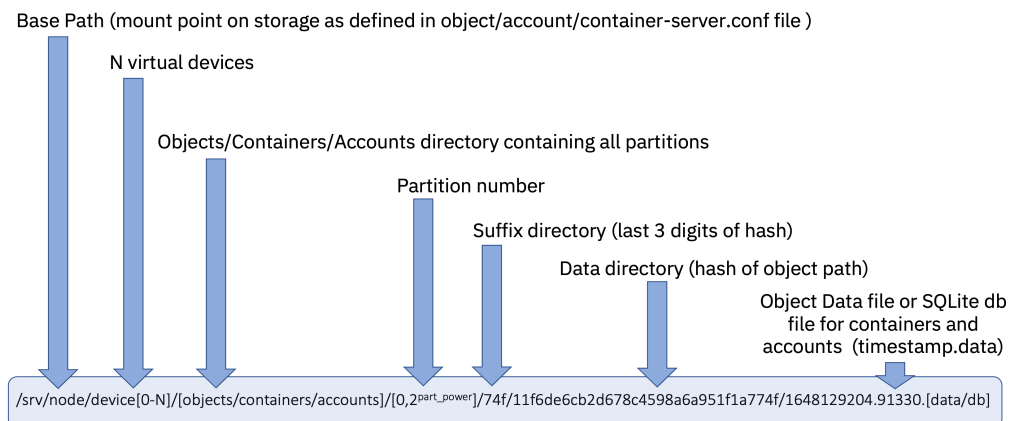 Base Path (mount point on storage as defined in object/account/container-server.conf file )
N virtual devices
Objects/Containers/Accounts directory containing all partitions
Partition number
Suffix directory (last 3 digits of hash)
Data directory (hash of object path)
Object Data file or SQLite db
file for containers and
accounts  (timestamp.data)
/srv/node/device[0-N]/[objects/containers/accounts]/[0,2^part_power]/74f/11f6de6cb2d678c4598a6a951f1a774f/1648129204.91330.[data/db]